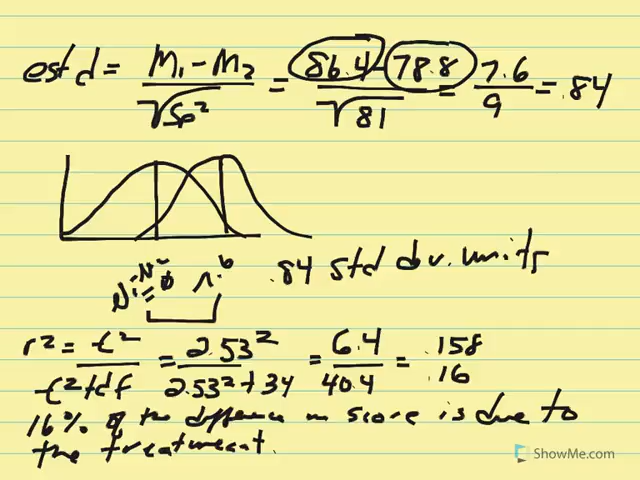 est d = M₁ - M₂ / √Sp² = 86.4 - 78.8 / √81 = 7.6 / 9 = .84
.84 std dv. units
r² = t² / t² + df = 2.53² / 2.53² + 34 = 6.4 / 40.4 = .158 .16
16% of the difference in score is due to
the treatment.
ShowMe.com